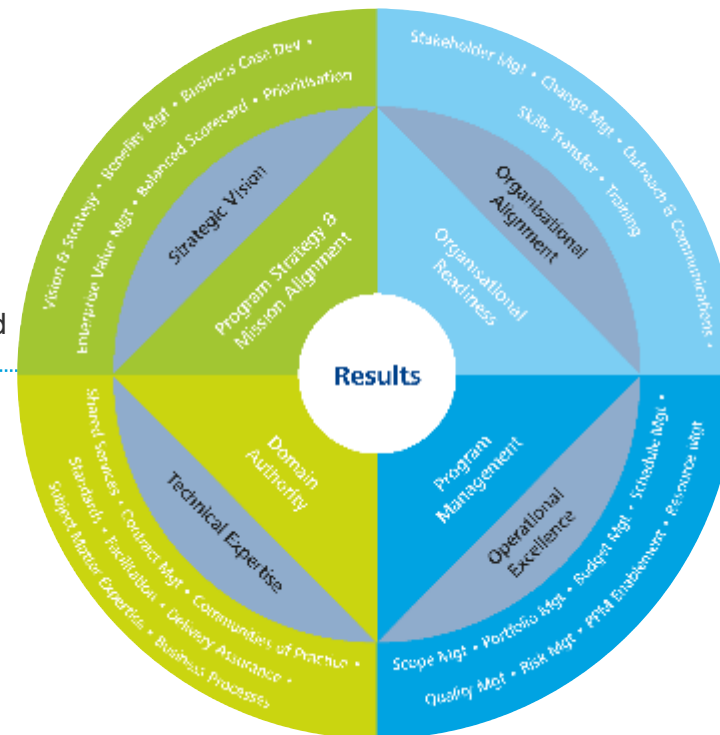 Vision & Strategy • Benefits Mgt • Business Case Dev •
Enterprise Value Mgt • Balanced Scorecard • Prioritisation
Strategic Vision
Program Strategy &
Mission Alignment
Stakeholder Mgt • Change Mgt • Outreach & Communications •
Skills Transfer • Training
Organisational
Alignment
Organisational
Readiness
d
Results
Domain
Authority
Technical Expertise
Shared Services • Contract Mgt • Communities of Practice •
Standards • Facilitation • Delivery Assurance •
Subject Matter Expertise • Business Processes
Program
Management
Operational
Excellence
Scope Mgt • Portfolio Mgt • Budget Mgt • Schedule Mgt •
Quality Mgt • Risk Mgt • PPM Enablement • Resource Mgt